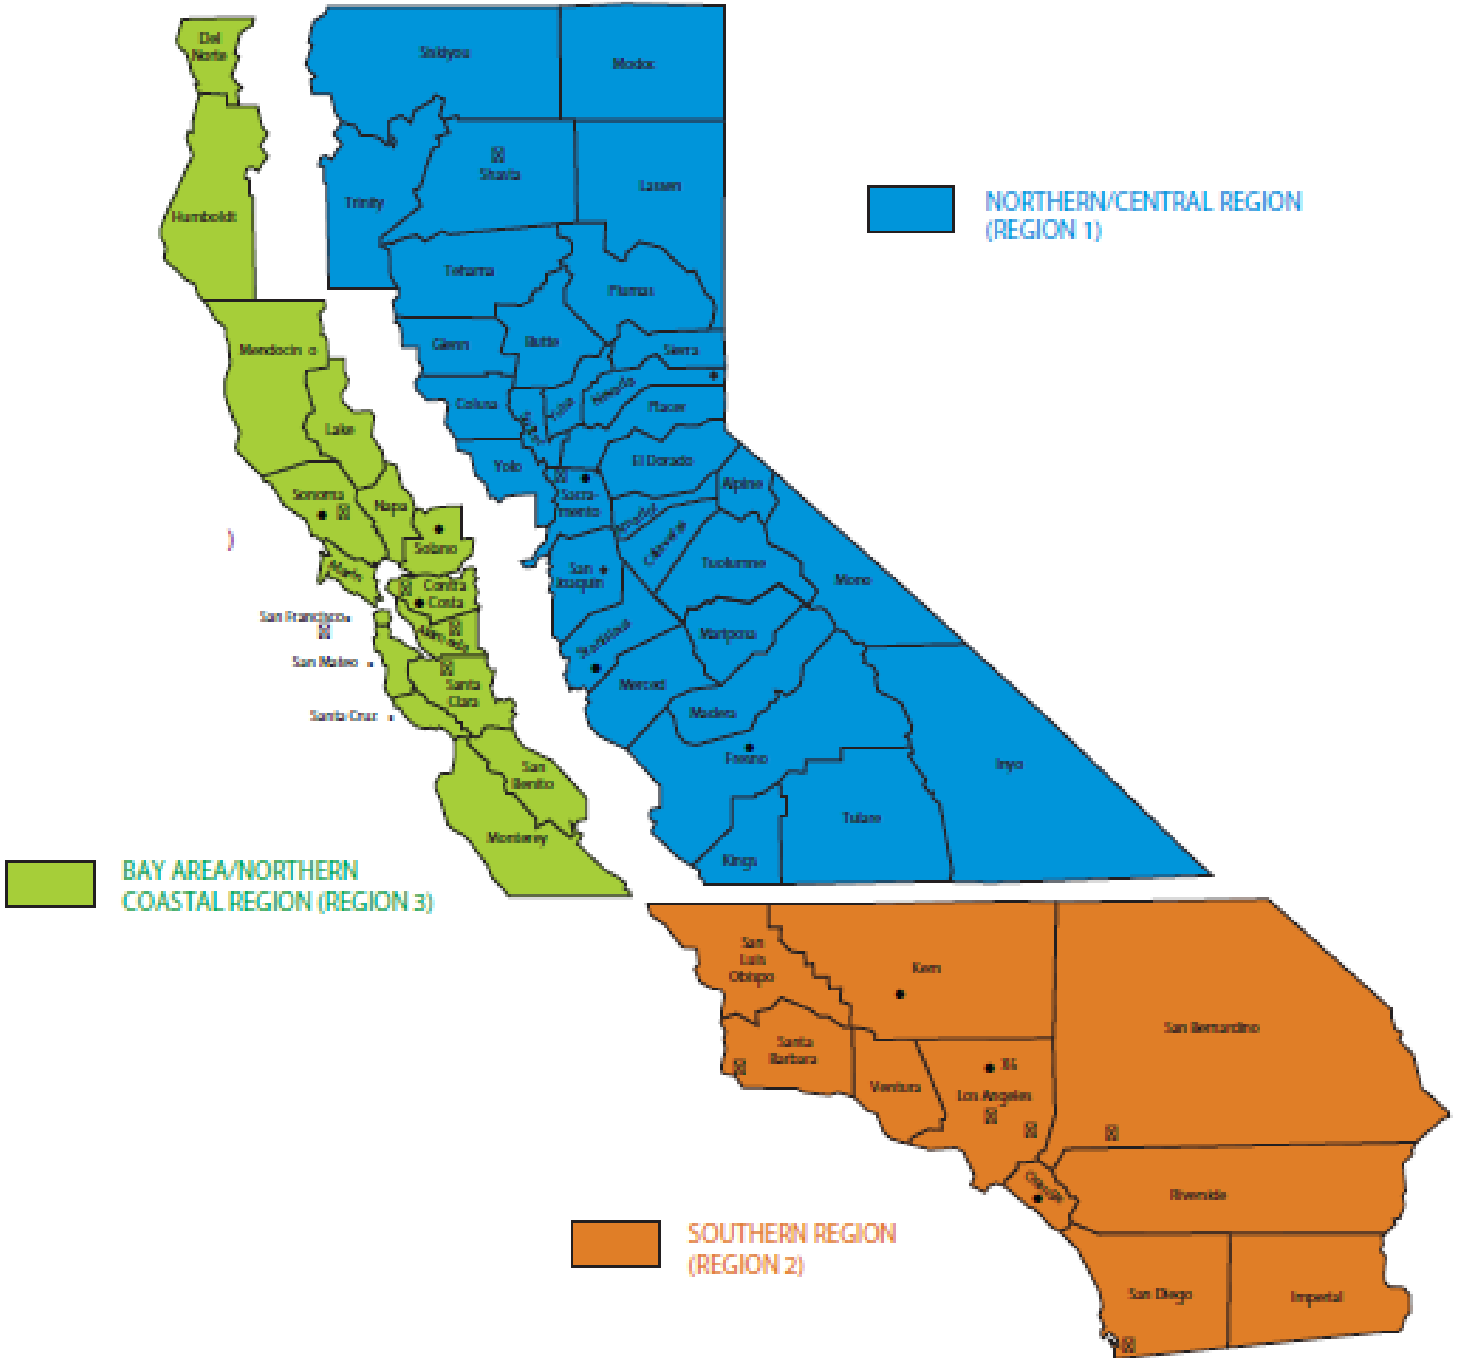 Del
Norte
Siskiyou
Modoc
Shasta
Lassen
Trinity
Humboldt
NORTHERN/CENTRAL REGION
(REGION 1)
Tehama
Plumas
Mendocin o
Glenn
Butte
Sierra
Nevada
Colusa
Placer
Lake
El Dorado
Yolo
Alpine
Sonoma
Napa
Sacra-
mento
)
Solano
Marin
Tuolumne
San
Joaquin
Mono
Contra
Costa
San Francisco
Stanislaus
Mariposa
San Mateo
Merced
Santa
Clara
Santa Cruz
Madera
Fresno
San
Benito
Inyo
Tulare
Monterey
Kings
BAY AREA/NORTHERN
COASTAL REGION (REGION 3)
San
Luis
Obispo
Kern
San Bernardino
Santa
Barbara
Ventura
Los Angeles
Orange
Riverside
SOUTHERN REGION
(REGION 2)
San Diego
Imperial